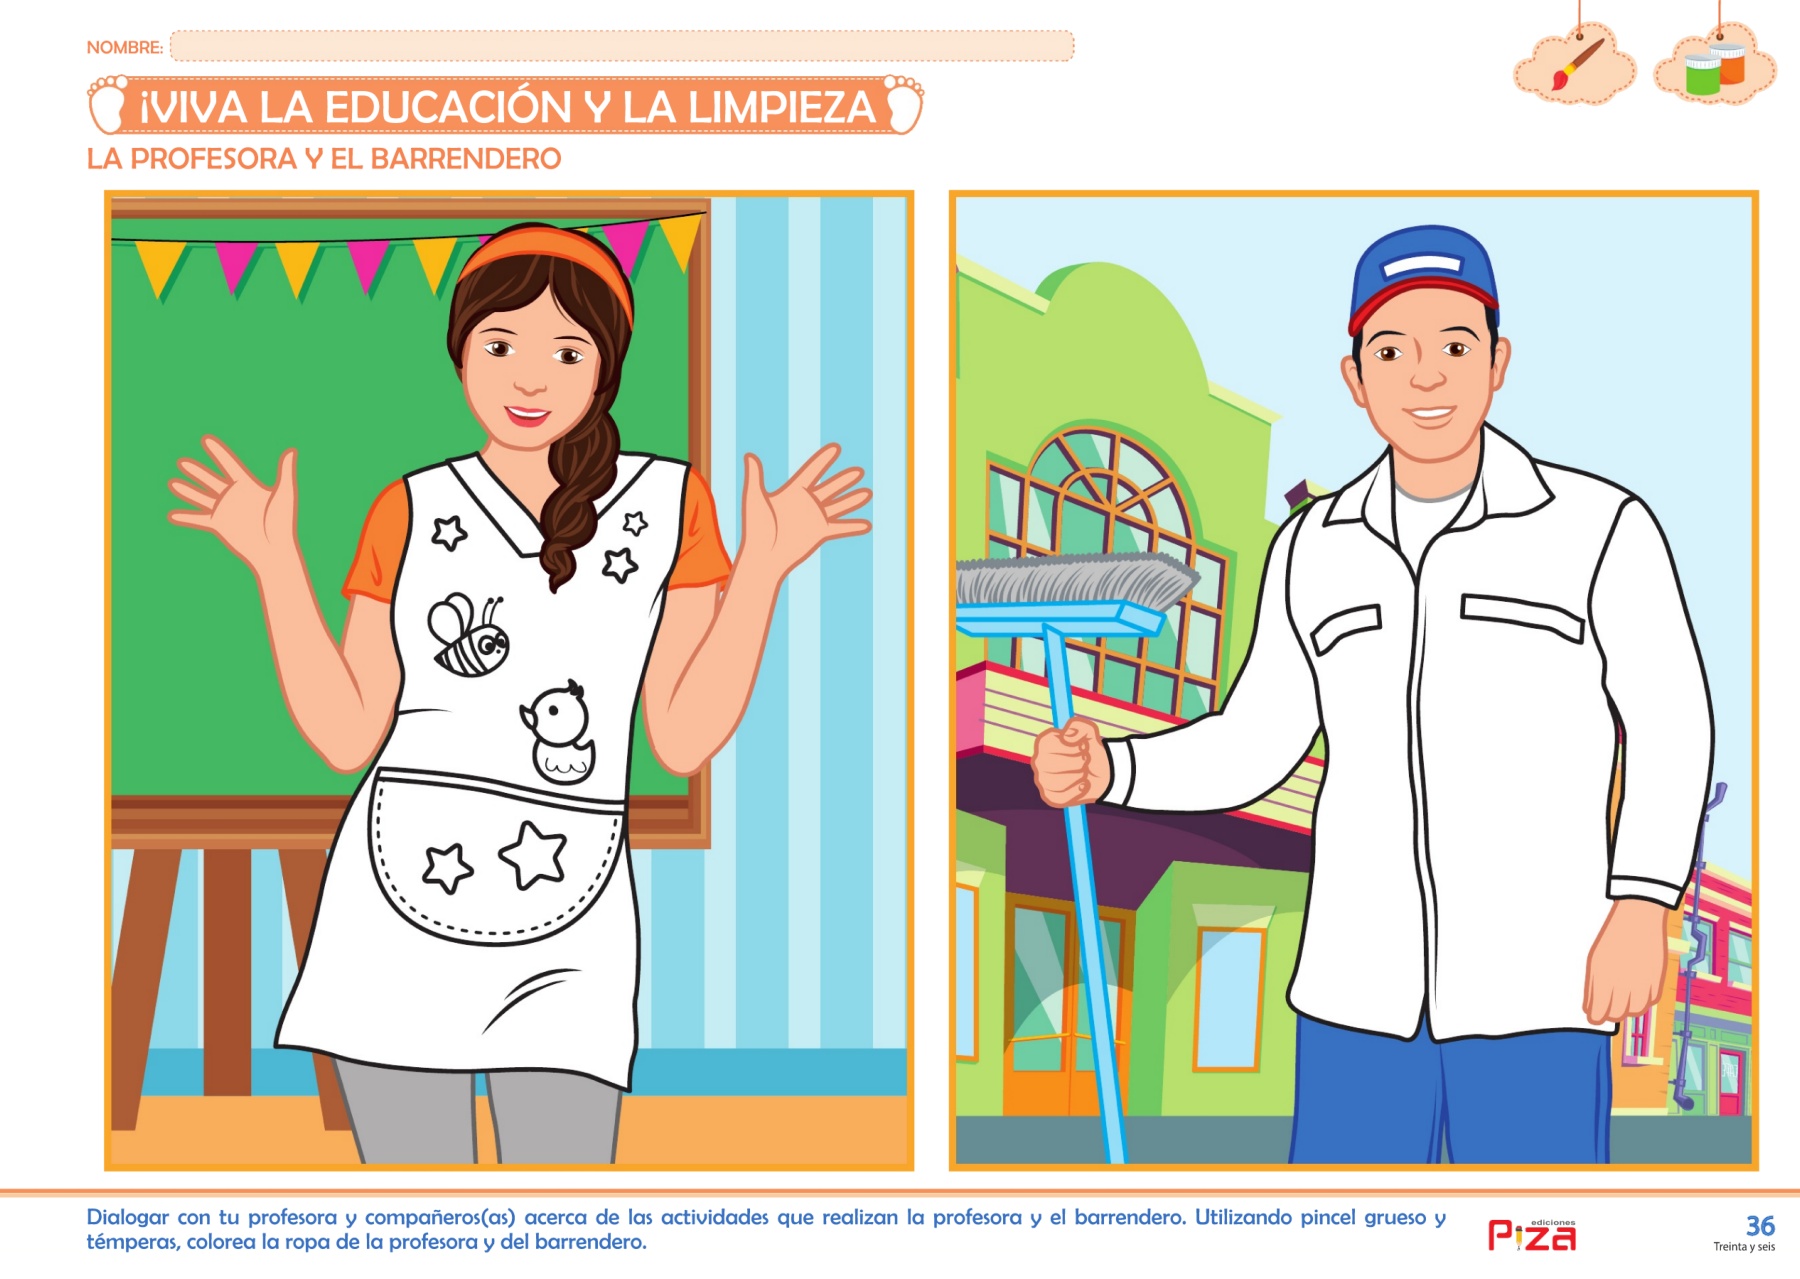 NOMBRE:
¡VIVA LA EDUCACIÓN Y LA LIMPIEZA
LA PROFESORA Y EL BARRENDERO
Dialogar con tu profesora y compañeros(as) acerca de las actividades que realizan la profesora y el barrendero. Utilizando pincel grueso y
témperas, colorea la ropa de la profesora y del barrendero.
ediciones
PIZA
36
Treinta y seis